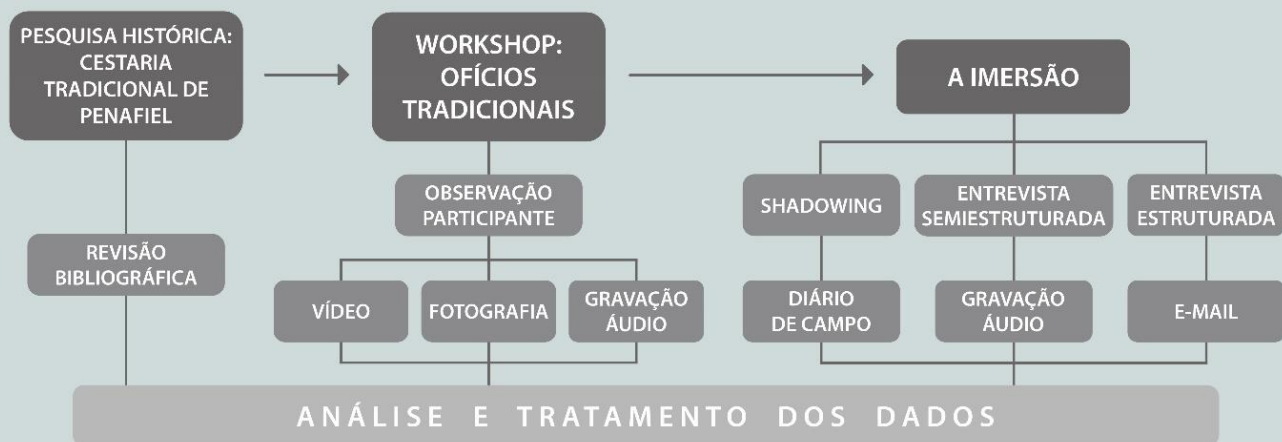 PESQUISA HISTÓRICA:
CESTARIA
TRADICIONAL DE
PENAFIEL
WORKSHOP:
OFÍCIOS
TRADICIONAIS
A IMERSÃO
REVISÃO
BIBLIOGRÁFICA
OBSERVAÇÃO
PARTICIPANTE
VÍDEO
FOTOGRAFIA
GRAVAÇÃO
ÁUDIO
SHADOWING
ENTREVISTA
SEMIESTRUTURADA
ENTREVISTA
ESTRUTURADA
DIÁRIO
DE CAMPO
GRAVAÇÃO
ÁUDIO
E-MAIL
ANÁLISE E TRATAMENTO DOS DADOS